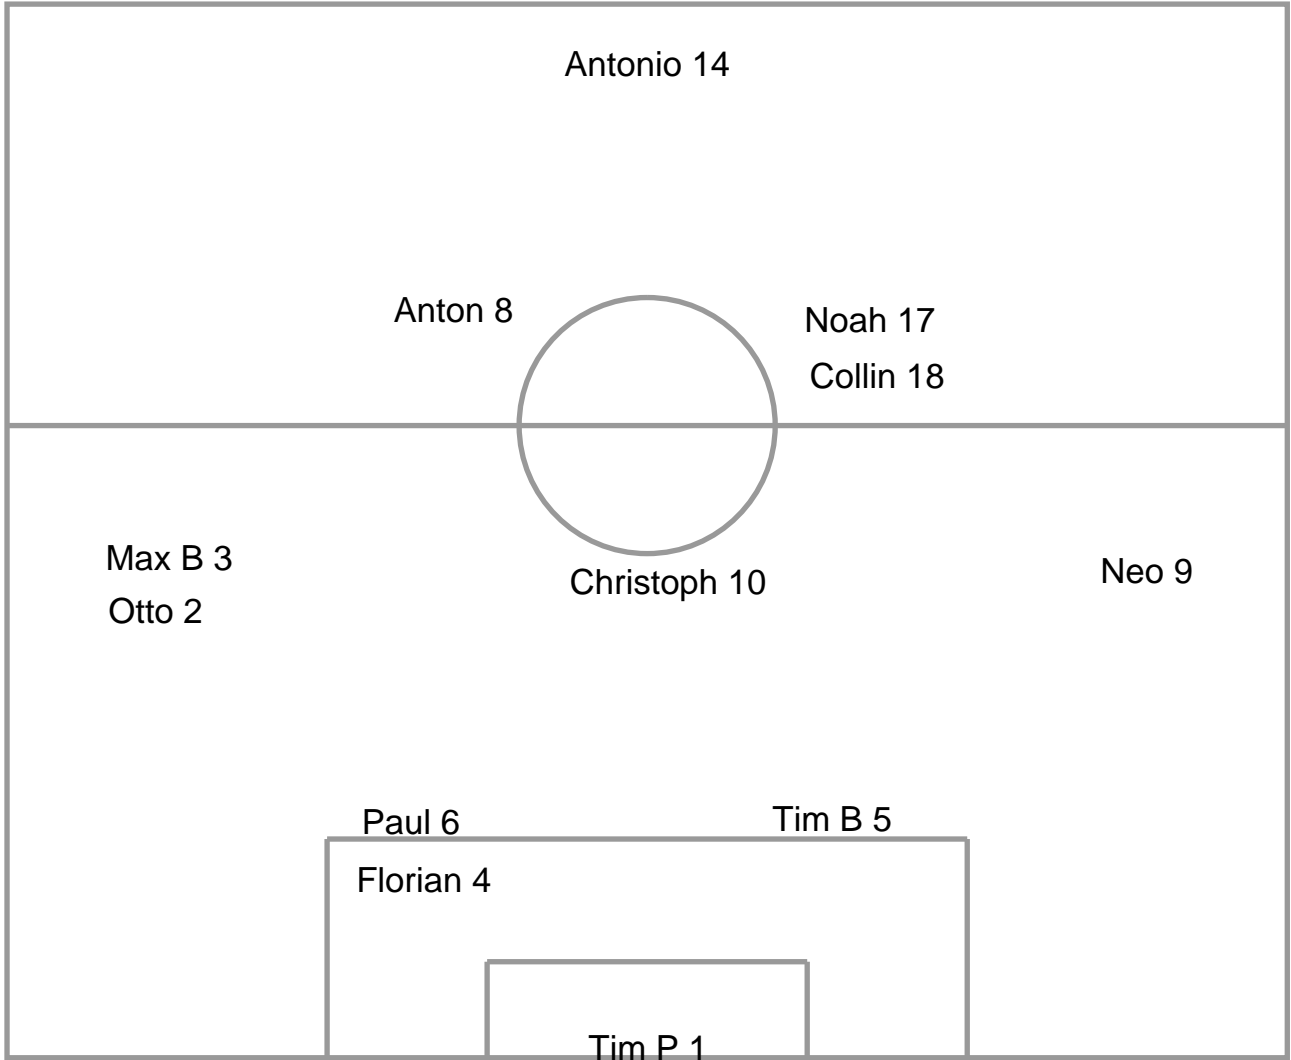 Antonio 14
Anton 8
Noah 17
Collin 18
Max B 3
Otto 2
Christoph 10
Neo 9
Paul 6
Tim B 5
Florian 4
Tim P 1